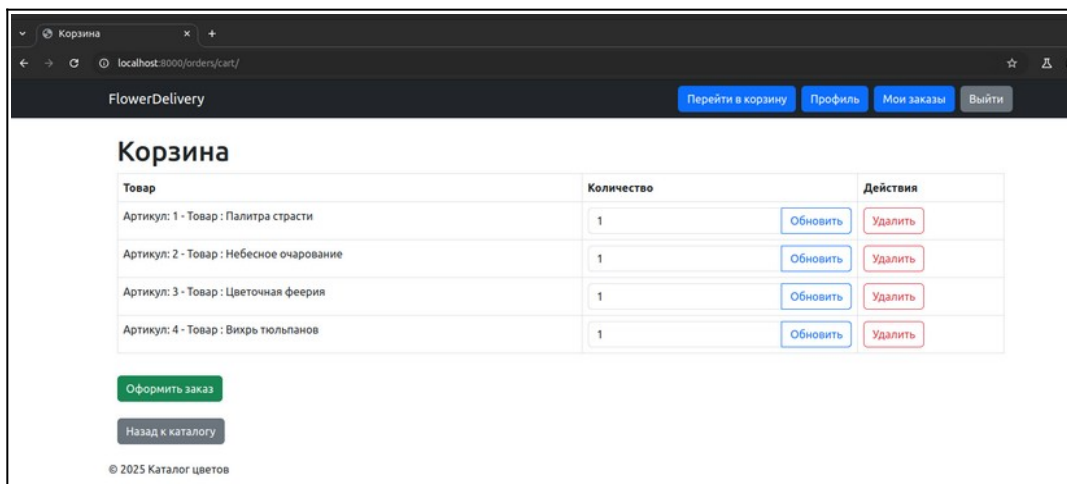 Корзина
localhost:8000/orders/cart/
FlowerDelivery Перейти в корзину Профиль Мои заказы Выйти
Корзина
Товар Количество Действия
Артикул: 1 - Товар : Палитра страсти 1 Обновить Удалить
Артикул: 2 - Товар : Небесное очарование 1 Обновить Удалить
Артикул: 3 - Товар : Цветочная феерия 1 Обновить Удалить
Артикул: 4 - Товар : Вихрь тюльпанов 1 Обновить Удалить
Оформить заказ
Назад к каталогу
© 2025 Каталог цветов